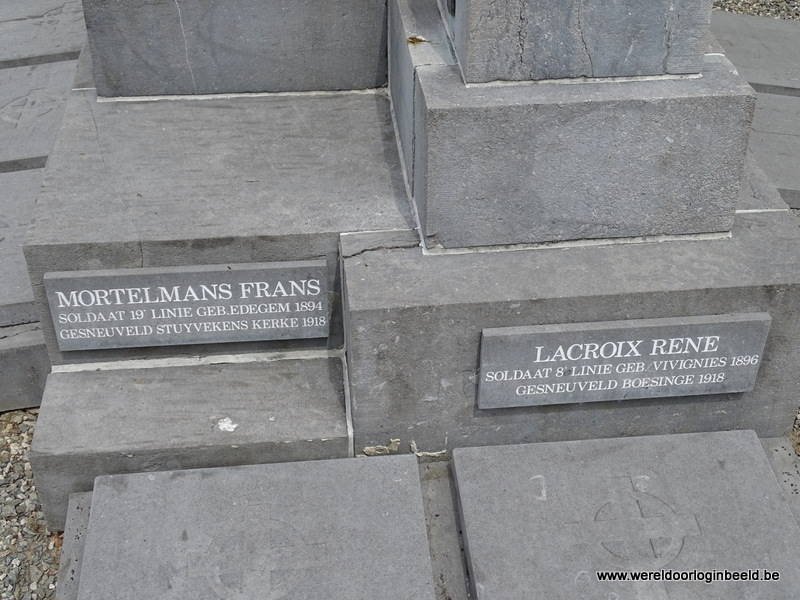 MORTELMANS FRANS
SOLDAAT 19ᵉ LINIE GEB.EDEGEM 1894
GESNEUVELD STUYVEKENS KERKE 1918
LACROIX RENE
SOLDAAT 8ᵉ LINIE GEB/VIVIGNIES 1896
GESNEUVELD BOESINGE 1918
www.wereldoorloginbeeld.be